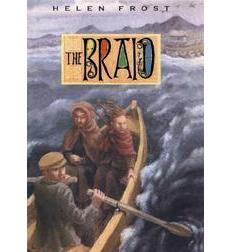 HELEN FROST
THE BRAID